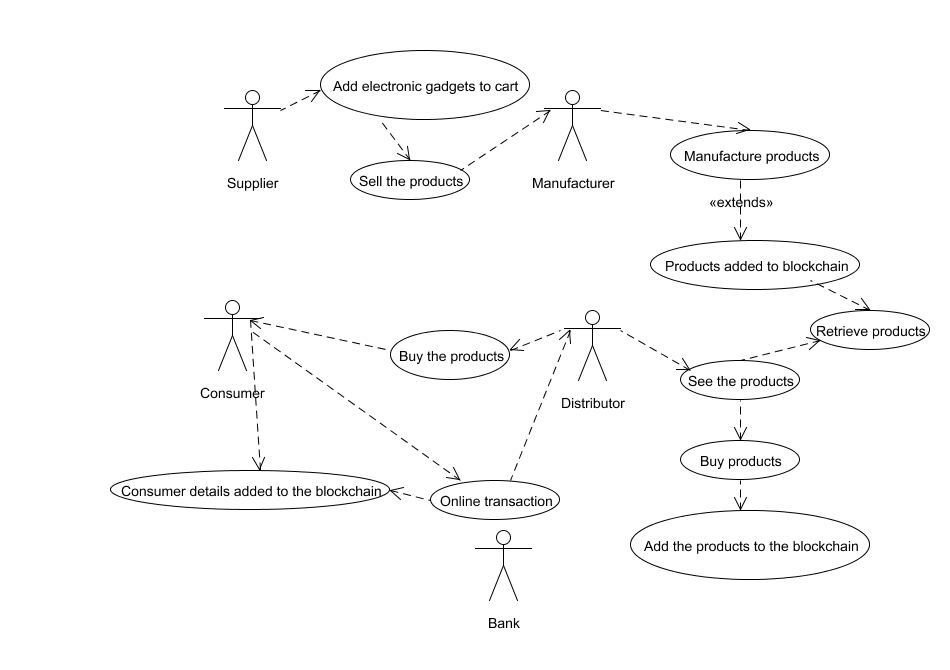 Add electronic gadgets to cart
Supplier
Sell the products
Manufacturer
Manufacture products
«extends»
Products added to blockchain
Retrieve products
Consumer
Buy the products
Distributor
See the products
Buy products
Consumer details added to the blockchain
Online transaction
Add the products to the blockchain
Bank